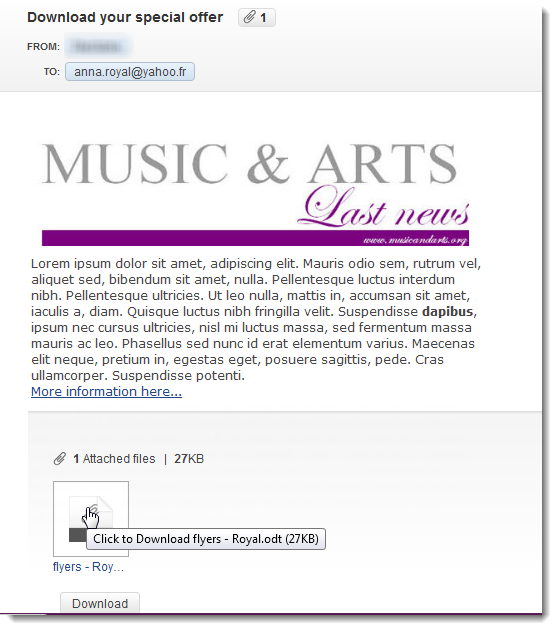 Download your special offer 1
FROM:
TO: anna.royal@yahoo.fr
MUSIC & ARTS
Last news
www.musicandarts.org
Lorem ipsum dolor sit amet, adipiscing elit. Mauris odio sem, rutrum vel,
aliquet sed, bibendum sit amet, nulla. Pellentesque luctus interdum
nibh. Pellentesque ultricies. Ut leo nulla, mattis in, accumsan sit amet,
iaculis a, diam. Quisque luctus nibh fringilla velit. Suspendisse dapibus,
ipsum nec cursus ultricies, nisl mi luctus massa, sed fermentum massa
mauris ac leo. Phasellus sed nunc id erat elementum varius. Maecenas
elit neque, pretium in, egestas eget, posuere sagittis, pede. Cras
ullamcorper. Suspendisse potenti.
More information here...
1 Attached files | 27KB
Click to Download flyers - Royal.odt (27KB)
flyers - Roy...
Download